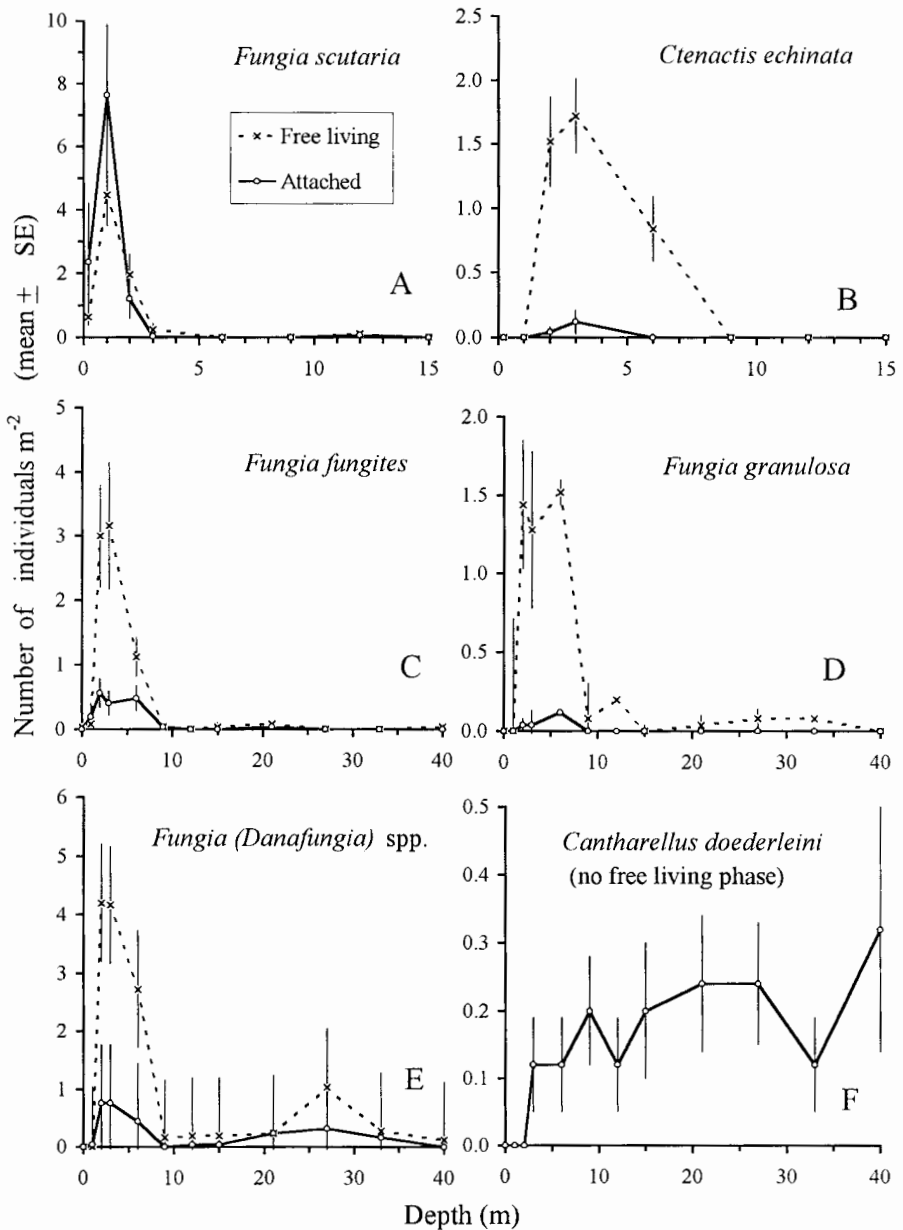 Number of individuals m⁻² (mean ± SE)
10
8
6
4
2
0
Fungia scutaria
Free living
Attached
A
0 5 10 15
2.5
2.0
1.5
1.0
0.5
0.0
Ctenactis echinata
B
0 5 10 15
5
4
3
2
1
0
Fungia fungites
C
0 10 20 30 40
2.0
1.5
1.0
0.5
0.0
Fungia granulosa
D
0 10 20 30 40
6
5
4
3
2
1
0
Fungia (Danafungia) spp.
E
0 10 20 30 40
0.5
0.4
0.3
0.2
0.1
0.0
Cantharellus doederleini
(no free living phase)
F
0 10 20 30 40
Depth (m)